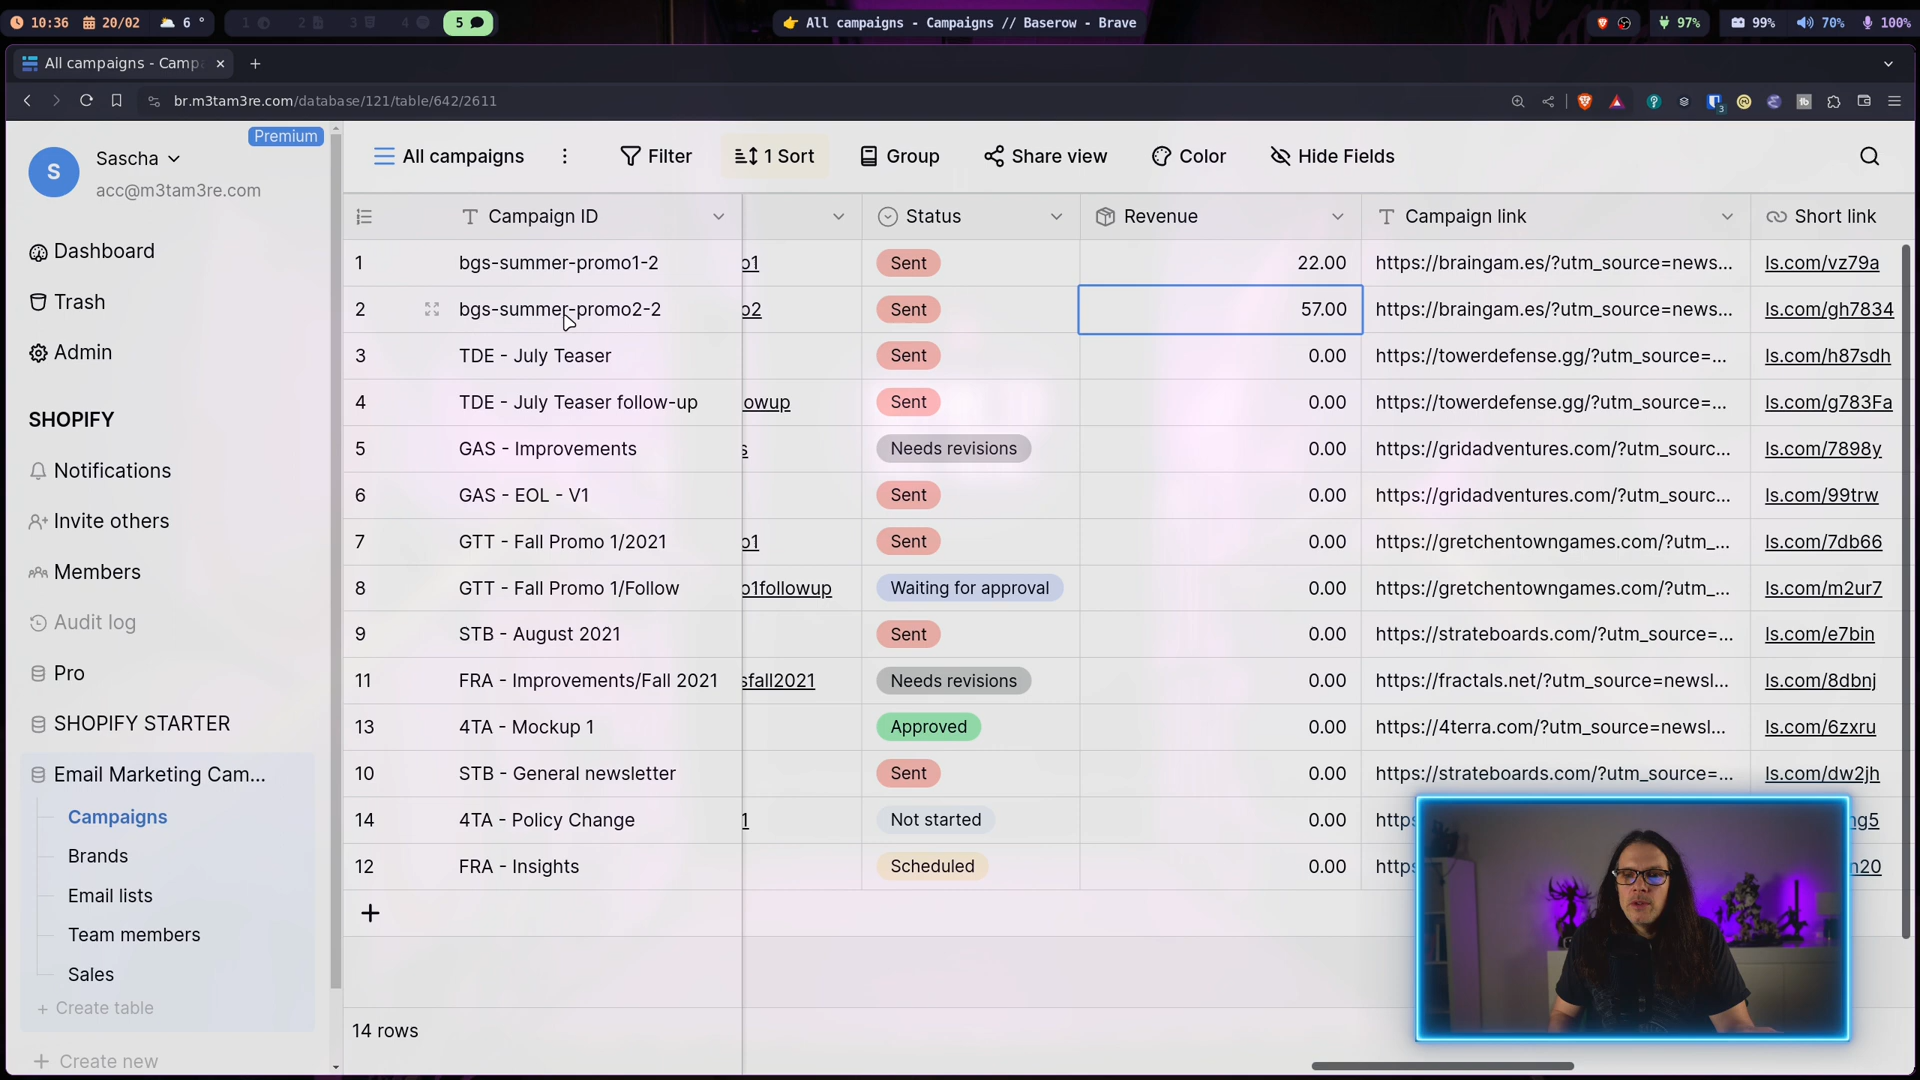 10:36 20/02 6 ° 1 2 3 4 5 👉 All campaigns - Campaigns // Baserow - Brave 97% 99% 70% 100%
All campaigns - Camp
br.m3tam3re.com/database/121/table/642/2611
Premium
S Sascha
acc@m3tam3re.com
Dashboard
Trash
Admin
SHOPIFY
Notifications
Invite others
Members
Audit log
Pro
SHOPIFY STARTER
Email Marketing Cam...
Campaigns
Brands
Email lists
Team members
Sales
+ Create table
+ Create new
All campaigns Filter 1 Sort Group Share view Color Hide Fields
Campaign ID Status Revenue Campaign link Short link
1 bgs-summer-promo1-2 o1 Sent 22.00 https://braingam.es/?utm_source=news... ls.com/vz79a
2 bgs-summer-promo2-2 o2 Sent 57.00 https://braingam.es/?utm_source=news... ls.com/gh7834
3 TDE - July Teaser Sent 0.00 https://towerdefense.gg/?utm_source=... ls.com/h87sdh
4 TDE - July Teaser follow-up owup Sent 0.00 https://towerdefense.gg/?utm_source=... ls.com/g783Fa
5 GAS - Improvements s Needs revisions 0.00 https://gridadventures.com/?utm_sourc... ls.com/7898y
6 GAS - EOL - V1 Sent 0.00 https://gridadventures.com/?utm_sourc... ls.com/99trw
7 GTT - Fall Promo 1/2021 o1 Sent 0.00 https://gretchentowngames.com/?utm_... ls.com/7db66
8 GTT - Fall Promo 1/Follow o1followup Waiting for approval 0.00 https://gretchentowngames.com/?utm_... ls.com/m2ur7
9 STB - August 2021 Sent 0.00 https://strateboards.com/?utm_source=... ls.com/e7bin
11 FRA - Improvements/Fall 2021 sfall2021 Needs revisions 0.00 https://fractals.net/?utm_source=newsl... ls.com/8dbnj
13 4TA - Mockup 1 Approved 0.00 https://4terra.com/?utm_source=newsl... ls.com/6zxru
10 STB - General newsletter Sent 0.00 https://strateboards.com/?utm_source=... ls.com/dw2jh
14 4TA - Policy Change 1 Not started 0.00 https ng5
12 FRA - Insights Scheduled 0.00 https n20
+
14 rows